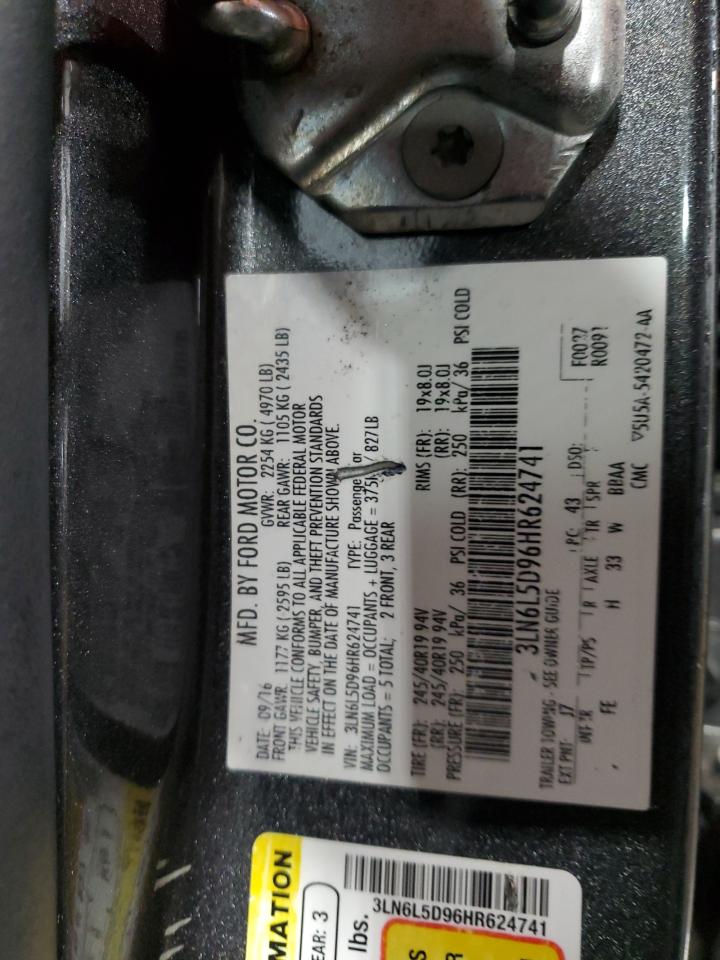 MFD. BY FORD MOTOR CO.
DATE 09/16 GVWR: 2254 KG ( 4970 LB)
FRONT GAWR: 1177 KG ( 2595 LB) REAR GAWR: 1105 KG ( 2435 LB)
THIS VEHICLE CONFORMS TO ALL APPLICABLE FEDERAL MOTOR
VEHICLE SAFETY, BUMPER, AND THEFT PREVENTION STANDARDS
IN EFFECT ON THE DATE OF MANUFACTURE SHOWN ABOVE.
VIN: 3LN6L5D96HR624741 TYPE: Passenger
MAXIMUM LOAD = OCCUPANTS + LUGGAGE = 827LB
OCCUPANTS = 5 TOTAL; 2 FRONT, 3 REAR
TIRE (FR): 245/40R19 94V RIMS (FR): 19x8.0J
(RR): 245/40R19 94V (RR): 19x8.0J
PRESSURE (FR): 250 kPa/ 36 PSI COLD (RR): 250 kPa/ 36 PSI COLD
3LN6L5D96HR624741
TRAILER TOWING - SEE OWNER GUIDE
EXT PNT: J7 PC: 43 DSO: F0027
R0091
INT TR TP/PS R AXLE TR SPR
FE H 33 W BBAA
CMC 5U5A-5420472-AA
MATION
EAR: 3
lbs.
3LN6L5D96HR624741
S
R